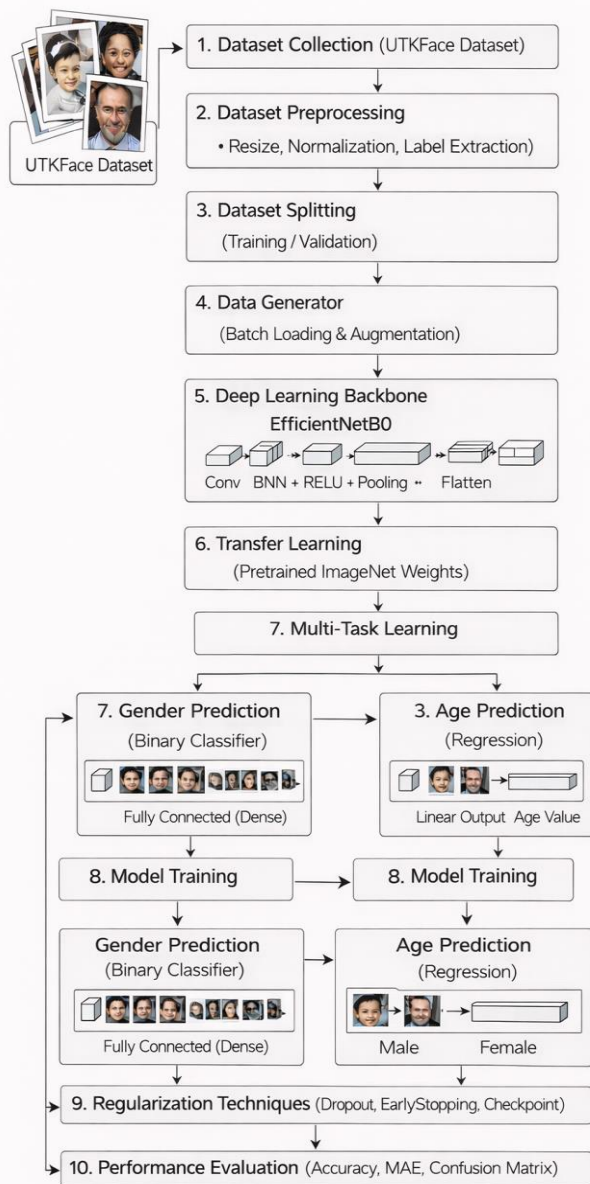 UTKFace Dataset
1. Dataset Collection (UTKFace Dataset)
2. Dataset Preprocessing
• Resize, Normalization, Label Extraction)
3. Dataset Splitting
(Training / Validation)
4. Data Generator
(Batch Loading & Augmentation)
5. Deep Learning Backbone
EfficientNetB0
Conv BNN + RELU + Pooling •• Flatten
6. Transfer Learning
(Pretrained ImageNet Weights)
7. Multi-Task Learning
7. Gender Prediction
(Binary Classifier)
Fully Connected (Dense)
3. Age Prediction
(Regression)
Linear Output Age Value
8. Model Training
8. Model Training
Gender Prediction
(Binary Classifier)
Fully Connected (Dense)
Age Prediction
(Regression)
Male Female
9. Regularization Techniques (Dropout, EarlyStopping, Checkpoint)
10. Performance Evaluation (Accuracy, MAE, Confusion Matrix)